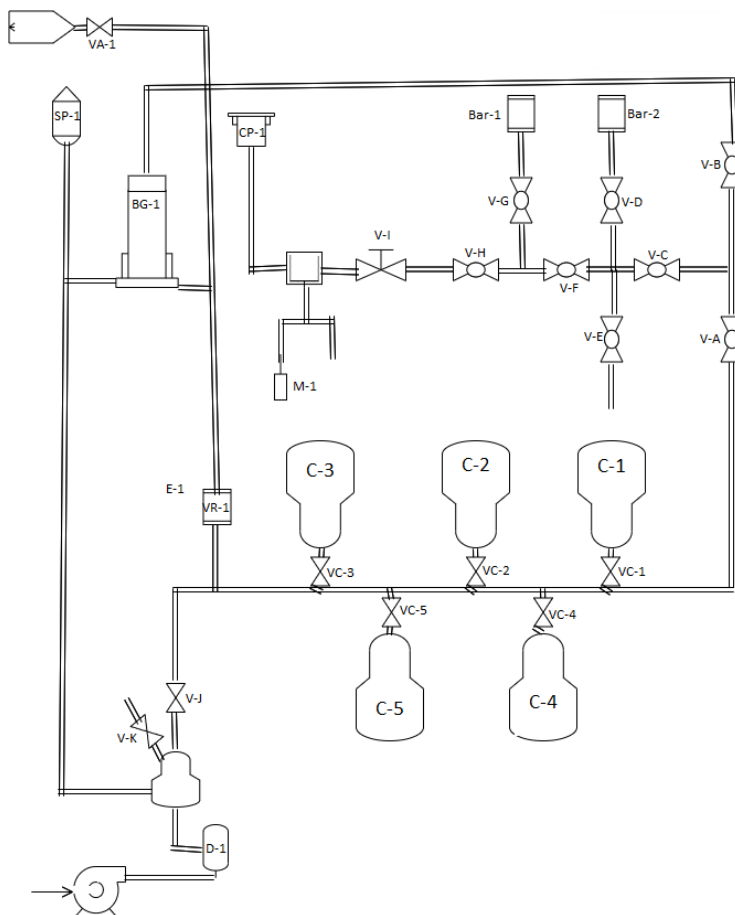 VA-1
SP-1
CP-1
Bar-1
Bar-2
V-B
BG-1
V-G
V-D
V-I
V-H
V-C
V-F
V-E
V-A
M-1
C-3
C-2
C-1
E-1
VR-1
VC-3
VC-2
VC-1
VC-5
VC-4
V-J
C-5
C-4
V-K
D-1